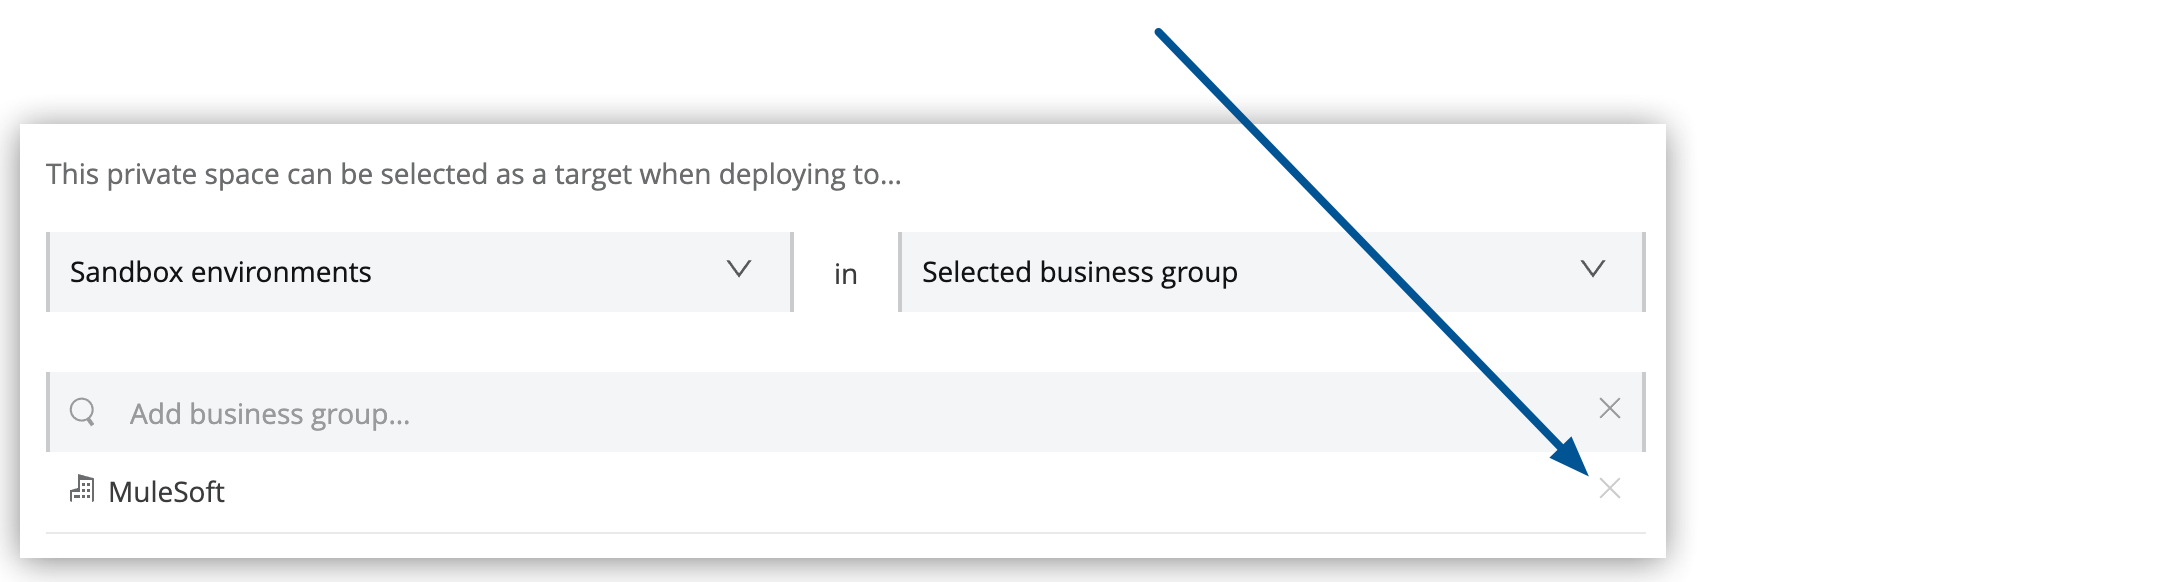 This private space can be selected as a target when deploying to...
Sandbox environments in Selected business group
Add business group...
MuleSoft